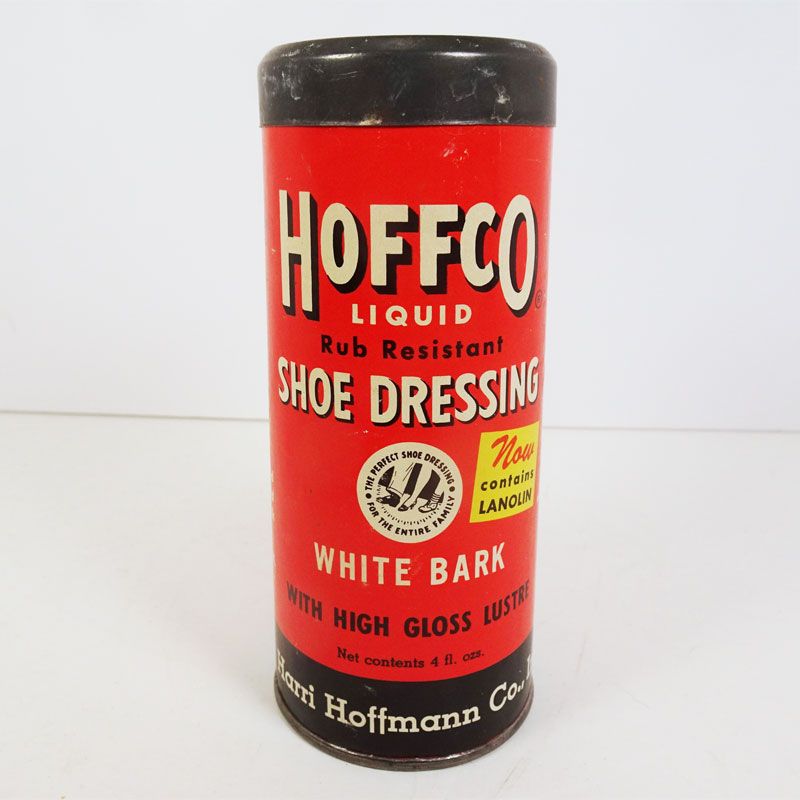 HOFFCO ®
LIQUID
Rub Resistant
SHOE DRESSING
Now
contains
LANOLIN
• THE PERFECT SHOE DRESSING •
FOR THE ENTIRE FAMILY
WHITE BARK
WITH HIGH GLOSS LUSTRE
Net contents 4 fl. ozs.
Harri Hoffmann Co.,